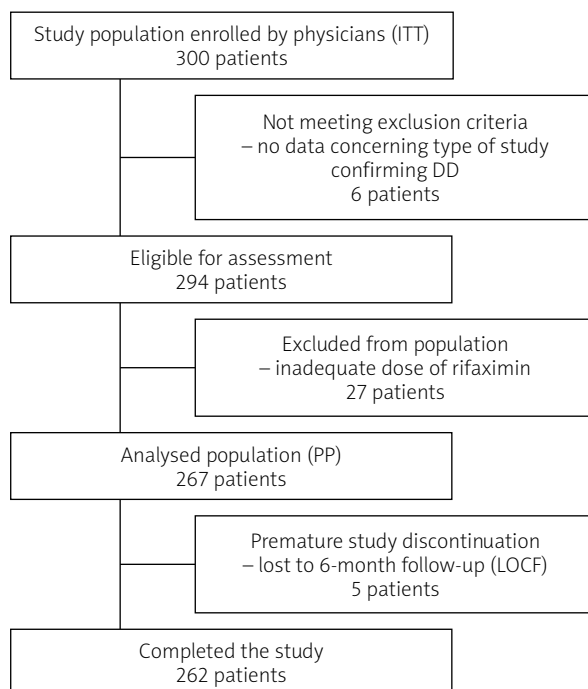 Study population enrolled by physicians (ITT)
300 patients
Not meeting exclusion criteria
– no data concerning type of study
confirming DD
6 patients
Eligible for assessment
294 patients
Excluded from population
– inadequate dose of rifaximin
27 patients
Analysed population (PP)
267 patients
Premature study discontinuation
– lost to 6-month follow-up (LOCF)
5 patients
Completed the study
262 patients